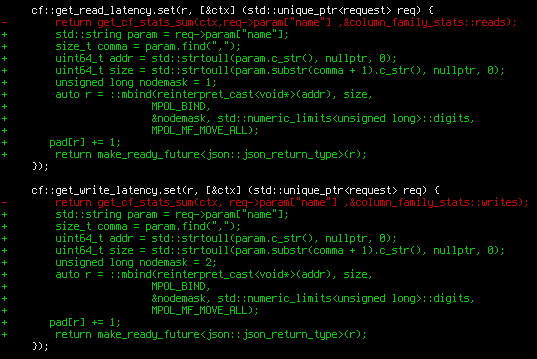 cf::get_read_latency.set(r, [&ctx] (std::unique_ptr<request> req) {
-        return get_cf_stats_sum(ctx,req->param["name"] ,&column_family_stats::reads);
+        std::string param = req->param["name"];
+        size_t comma = param.find(",");
+        uint64_t addr = std::strtoull(param.c_str(), nullptr, 0);
+        uint64_t size = std::strtoull(param.substr(comma + 1).c_str(), nullptr, 0);
+        unsigned long nodemask = 1;
+        auto r = ::mbind(reinterpret_cast<void*>(addr), size,
+                        MPOL_BIND,
+                        &nodemask, std::numeric_limits<unsigned long>::digits,
+                        MPOL_MF_MOVE_ALL);
+       pad[r] += 1;
+        return make_ready_future<json::json_return_type>(r);
    });

    cf::get_write_latency.set(r, [&ctx] (std::unique_ptr<request> req) {
-        return get_cf_stats_sum(ctx, req->param["name"] ,&column_family_stats::writes);
+        std::string param = req->param["name"];
+        size_t comma = param.find(",");
+        uint64_t addr = std::strtoull(param.c_str(), nullptr, 0);
+        uint64_t size = std::strtoull(param.substr(comma + 1).c_str(), nullptr, 0);
+        unsigned long nodemask = 2;
+        auto r = ::mbind(reinterpret_cast<void*>(addr), size,
+                        MPOL_BIND,
+                        &nodemask, std::numeric_limits<unsigned long>::digits,
+                        MPOL_MF_MOVE_ALL);
+       pad[r] += 1;
+        return make_ready_future<json::json_return_type>(r);
    });